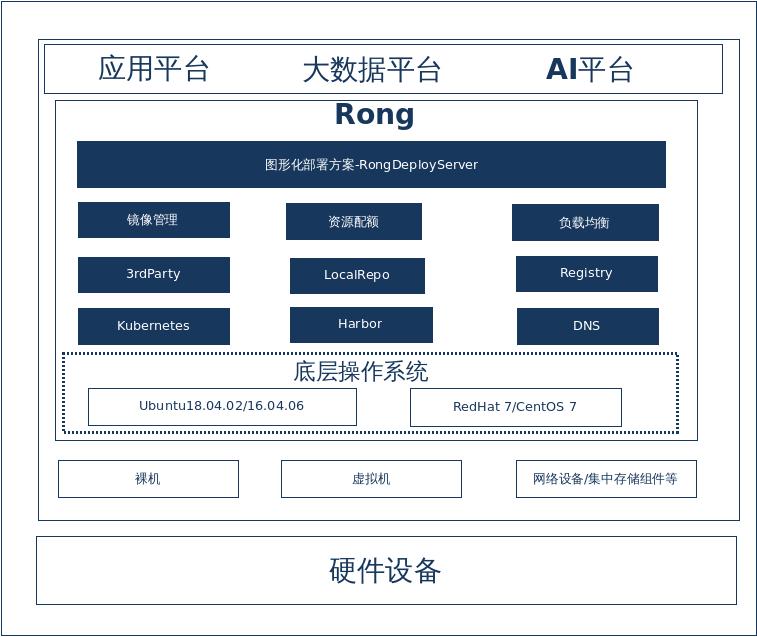 应用平台
大数据平台
AI平台
Rong
图形化部署方案-RongDeployServer
镜像管理
资源配额
负载均衡
3rdParty
LocalRepo
Registry
Kubernetes
Harbor
DNS
底层操作系统
Ubuntu18.04.02/16.04.06
RedHat 7/CentOS 7
裸机
虚拟机
网络设备/集中存储组件等
硬件设备